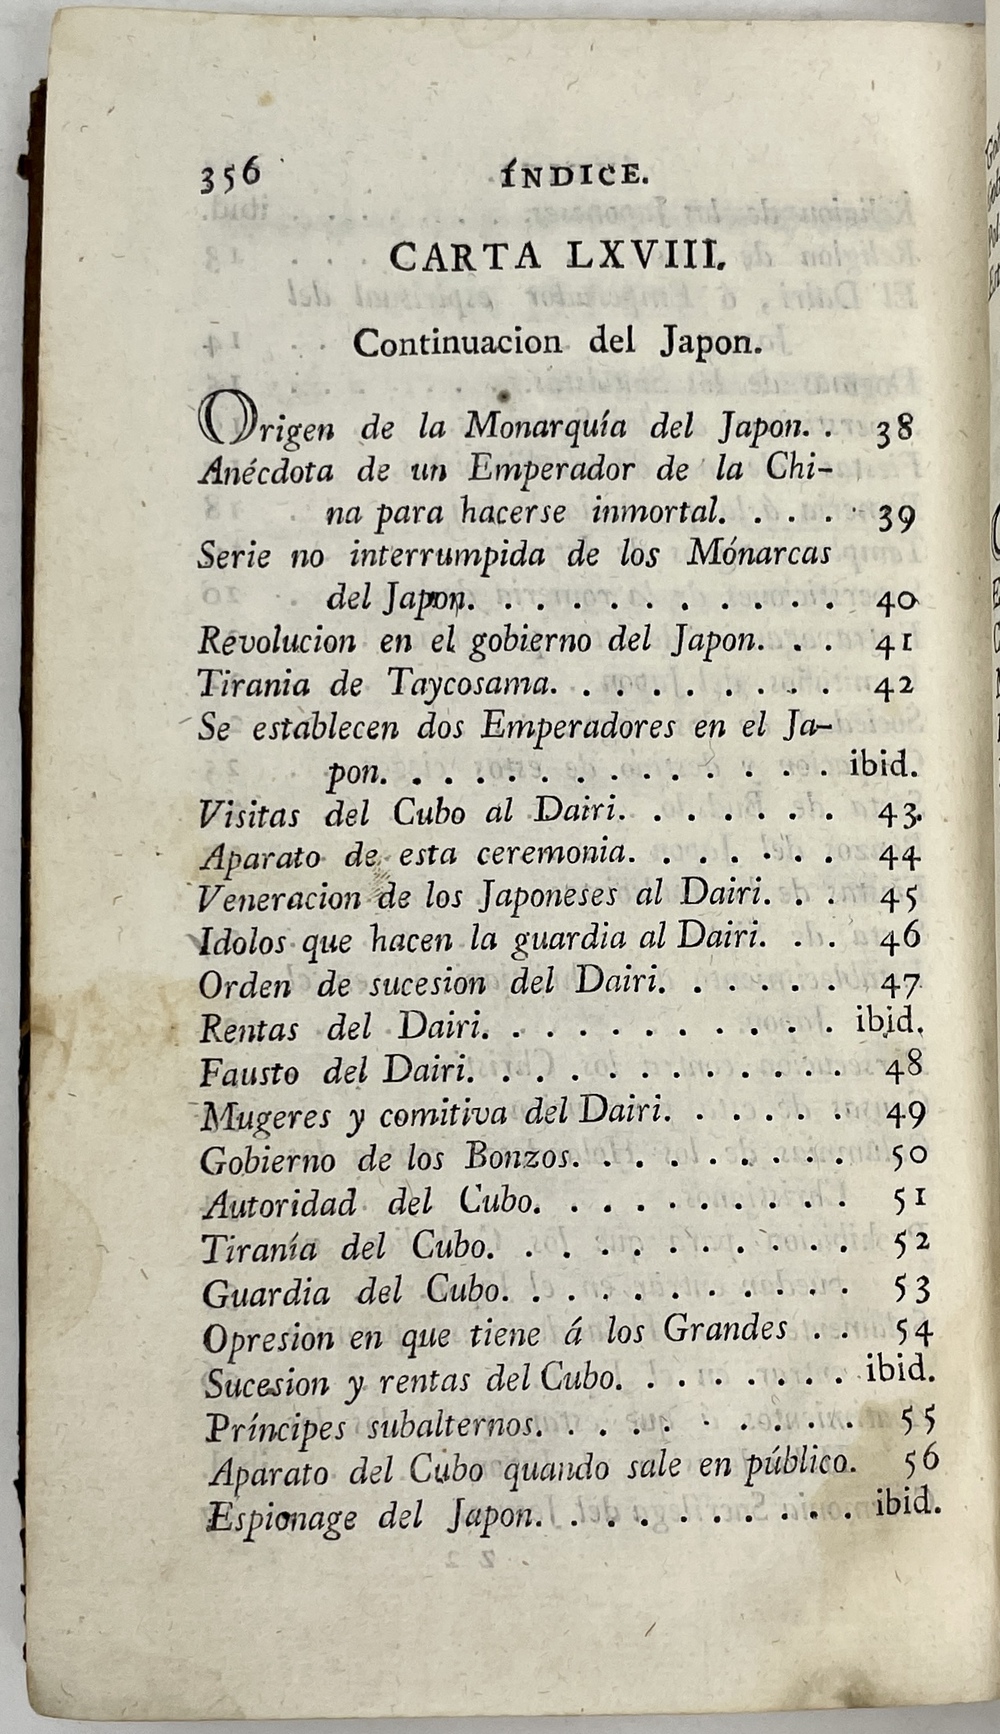 356 ÍNDICE.
CARTA LXVIII.
Continuacion del Japon.
Origen de la Monarquía del Japon. . 38
Anécdota de un Emperador de la Chi-
na para hacerse inmortal. . . . . 39
Serie no interrumpida de los Mónarcas
del Japon. . . . . . . . . . . 40
Revolucion en el gobierno del Japon. . . 41
Tirania de Taycosama. . . . . . . . 42
Se establecen dos Emperadores en el Ja-
pon. . . . . . . . . . . . . ibid.
Visitas del Cubo al Dairi. . . . . . . 43.
Aparato de esta ceremonia. . . . . . . 44
Veneracion de los Japoneses al Dairi. . . 45
Idolos que hacen la guardia al Dairi. . . 46
Orden de sucesion del Dairi. . . . . . 47
Rentas del Dairi. . . . . . . . . . ibid.
Fausto del Dairi. . . . . . . . . . . 48
Mugeres y comitiva del Dairi. . . . . . 49
Gobierno de los Bonzos. . . . . . . . 50
Autoridad del Cubo. . . . . . . . . 51
Tiranía del Cubo. . . . . . . . . . 52
Guardia del Cubo. . . . . . . . . . 53
Opresion en que tiene á los Grandes . . 54
Sucesion y rentas del Cubo. . . . . . . ibid.
Príncipes subalternos. . . . . . . . . 55
Aparato del Cubo quando sale en público. 56
Espionage del Japon. . . . . . . . . . ibid.